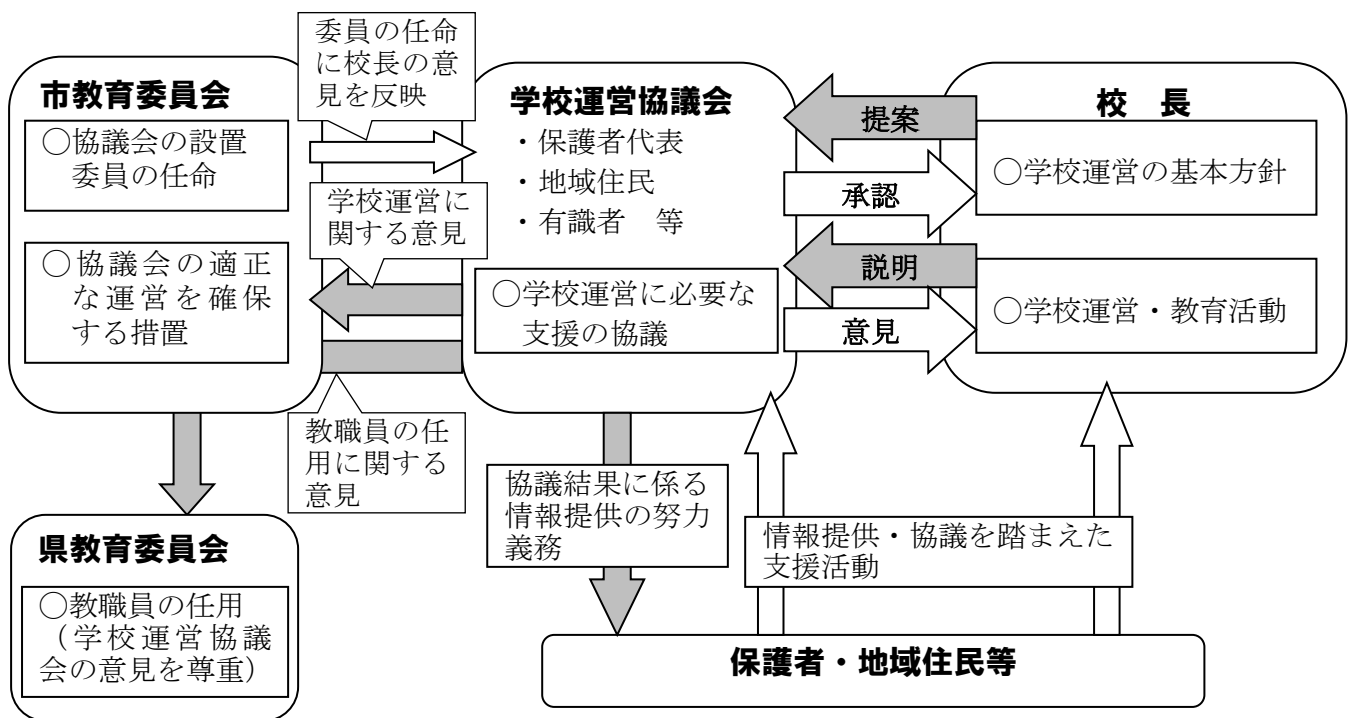 委員の任命
に校長の意
見を反映
市教育委員会
○協議会の設置
委員の任命
○協議会の適正
な運営を確保
する措置
学校運営に
関する意見
教職員の任
用に関する
意見
学校運営協議会
・保護者代表
・地域住民
・有識者　等
○学校運営に必要な
支援の協議
提案
承認
説明
意見
校　長
○学校運営の基本方針
○学校運営・教育活動
県教育委員会
○教職員の任用
（学校運営協議
会の意見を尊重）
協議結果に係る
情報提供の努力
義務
情報提供・協議を踏まえた
支援活動
保護者・地域住民等